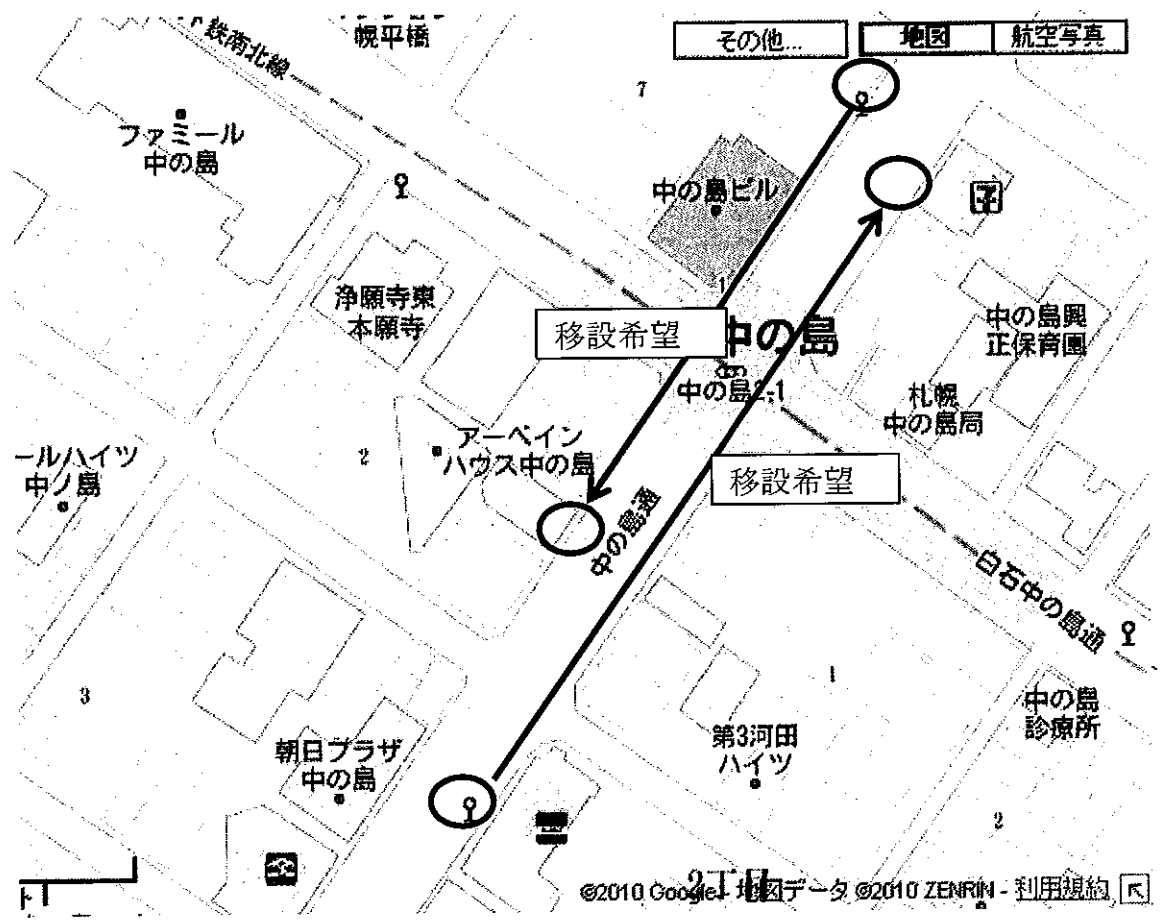 幌平橋
鉄南北線
その他...
地図
航空写真
7
ファミール
中の島
中の島ビル
1
浄願寺東
本願寺
移設希望
中の島
中の島2-1
中の島興
正保育園
札幌
中の島局
2
アーベイン
ハウス中の島
ールハイツ
中ノ島
移設希望
中の島通
白石中の島通
3
1
中の島
診療所
朝日プラザ
中の島
第3河田
ハイツ
2
2丁目
©2010 Google - 地図データ ©2010 ZENRIN - 利用規約